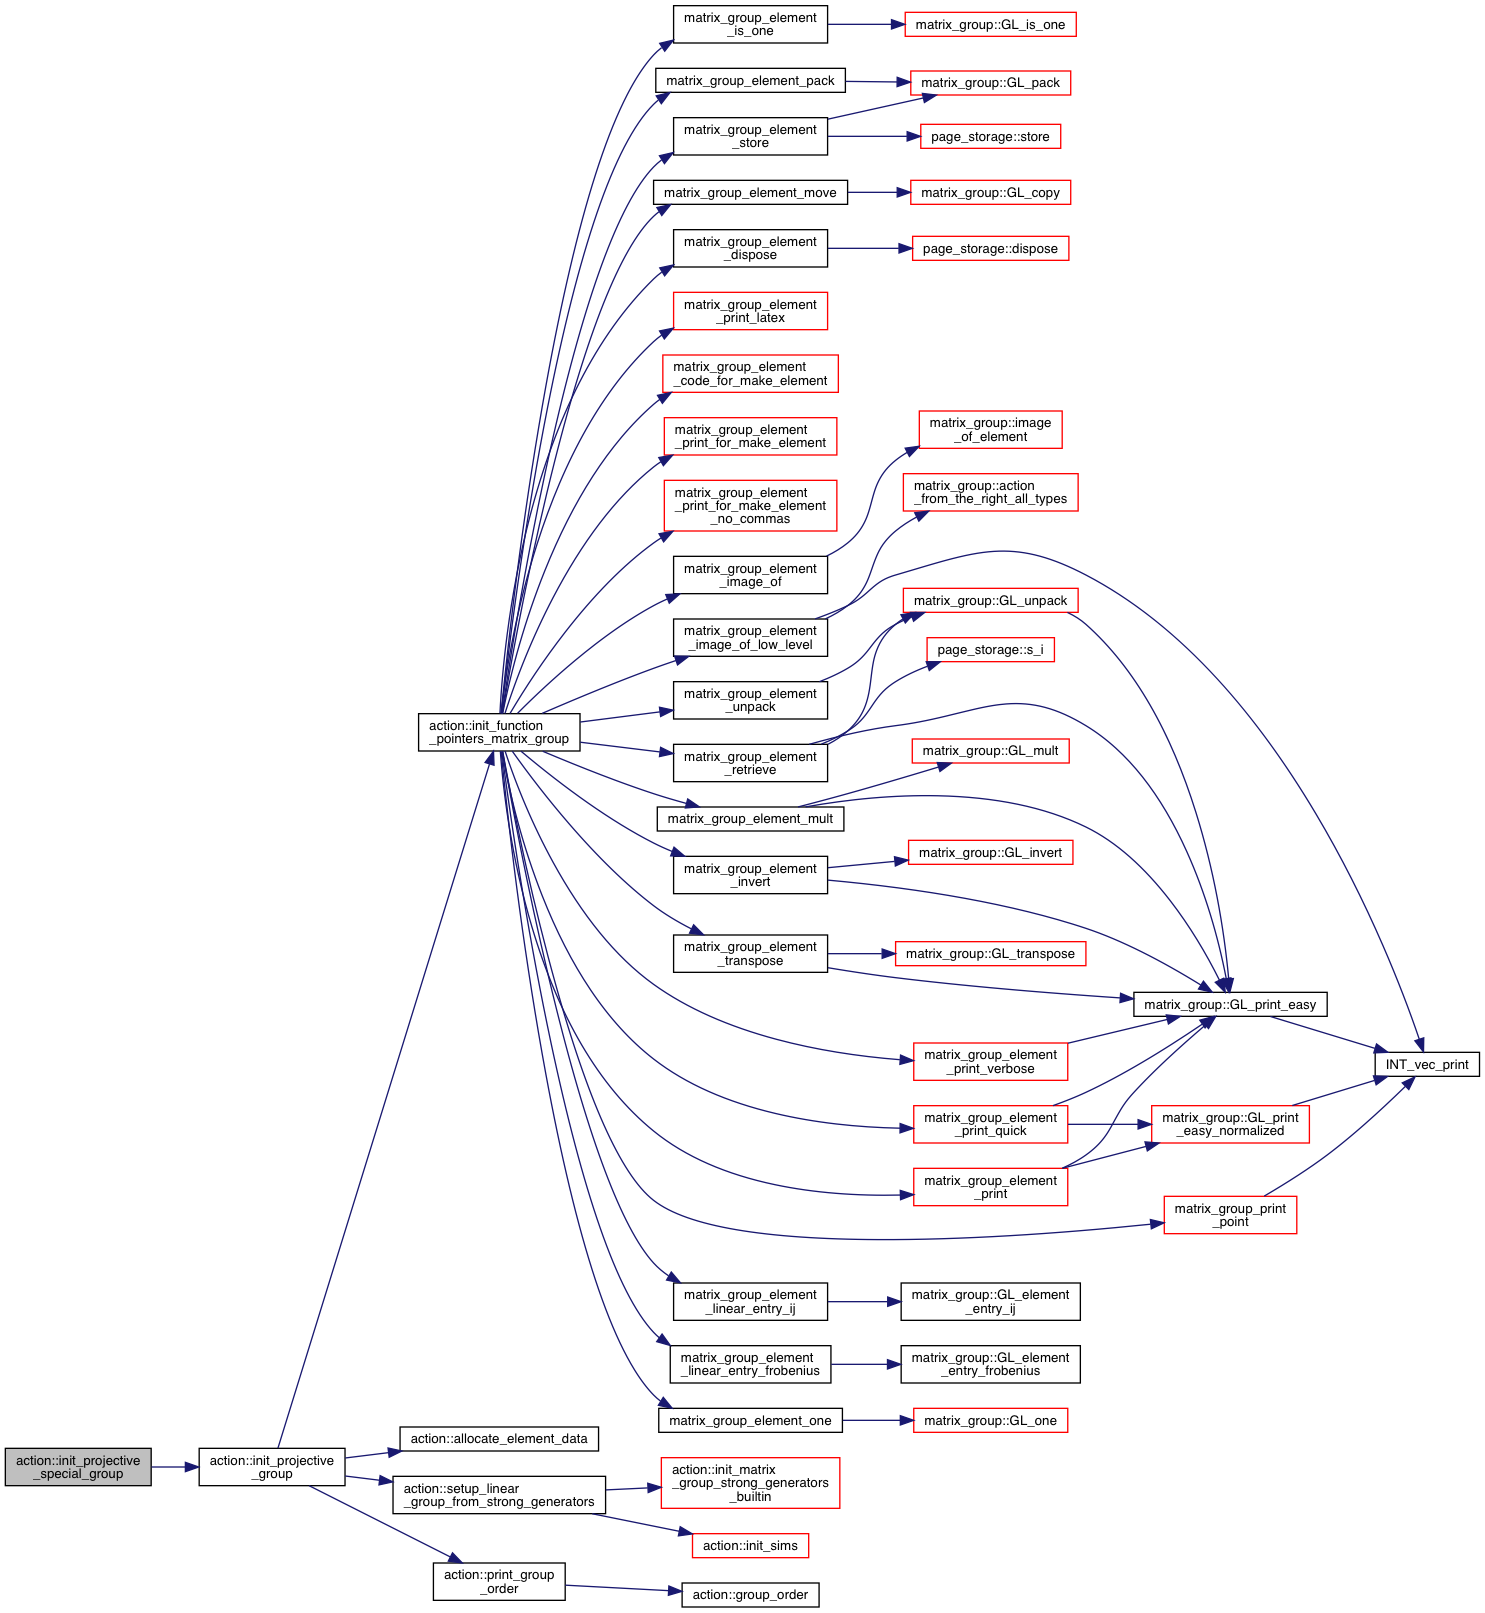 matrix_group_element
_is_one
matrix_group::GL_is_one
matrix_group_element_pack
matrix_group::GL_pack
matrix_group_element
_store
page_storage::store
matrix_group_element_move
matrix_group::GL_copy
matrix_group_element
_dispose
page_storage::dispose
matrix_group_element
_print_latex
matrix_group_element
_code_for_make_element
matrix_group_element
_print_for_make_element
matrix_group::image
_of_element
matrix_group_element
_print_for_make_element
_no_commas
matrix_group::action
_from_the_right_all_types
matrix_group_element
_image_of
matrix_group::GL_unpack
matrix_group_element
_image_of_low_level
page_storage::s_i
matrix_group_element
_unpack
action::init_function
_pointers_matrix_group
matrix_group_element
_retrieve
matrix_group::GL_mult
matrix_group_element_mult
matrix_group_element
_invert
matrix_group::GL_invert
matrix_group_element
_transpose
matrix_group::GL_transpose
matrix_group::GL_print_easy
matrix_group_element
_print_verbose
INT_vec_print
matrix_group_element
_print_quick
matrix_group::GL_print
_easy_normalized
matrix_group_element
_print
matrix_group_print
_point
matrix_group_element
_linear_entry_ij
matrix_group::GL_element
_entry_ij
matrix_group_element
_linear_entry_frobenius
matrix_group::GL_element
_entry_frobenius
matrix_group_element_one
matrix_group::GL_one
action::init_projective
_special_group
action::init_projective
_group
action::allocate_element_data
action::setup_linear
_group_from_strong_generators
action::init_matrix
_group_strong_generators
_builtin
action::init_sims
action::print_group
_order
action::group_order